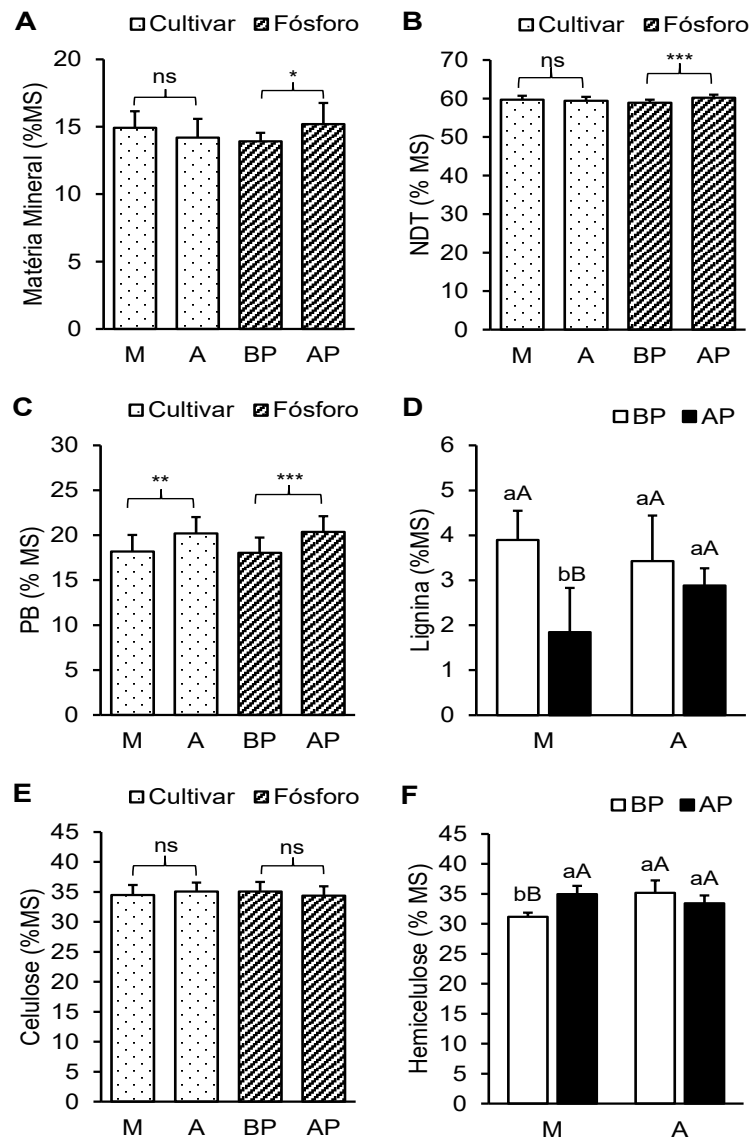 A
Cultivar Fósforo
Matéria Mineral (%MS)
20
15
10
5
0
ns
*
M A BP AP
B
Cultivar Fósforo
NDT (% MS)
70
60
50
40
30
20
10
0
ns
***
M A BP AP
C
Cultivar Fósforo
PB (% MS)
30
25
20
15
10
5
0
**
***
M A BP AP
D
BP AP
Lignina (%MS)
6
5
4
3
2
1
0
aA
bB
aA
aA
M A
E
Cultivar Fósforo
Celulose (%MS)
45
40
35
30
25
20
15
10
5
0
ns
ns
M A BP AP
F
BP AP
Hemicelulose (% MS)
45
40
35
30
25
20
15
10
5
0
bB
aA
aA
aA
M A